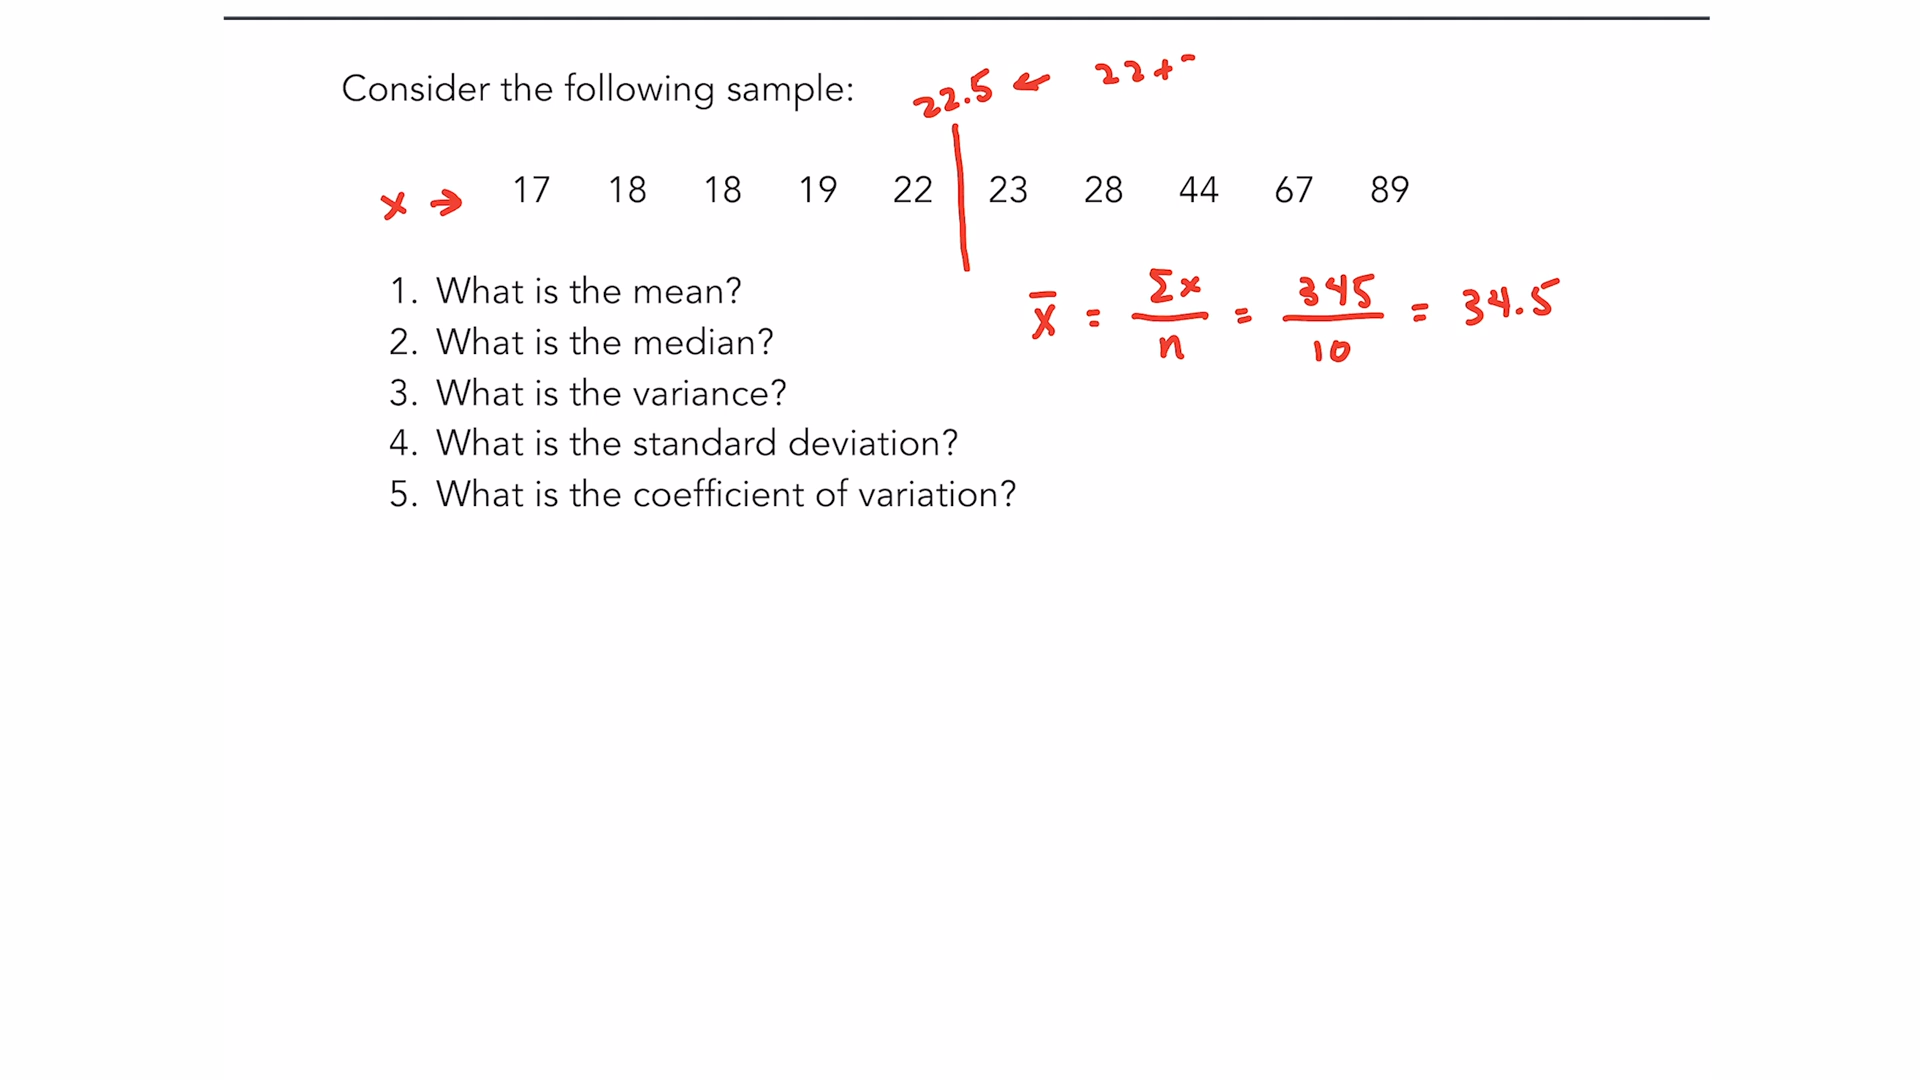 Consider the following sample: 22.5 ← 22+
x → 17 18 18 19 22 23 28 44 67 89
1. What is the mean?
x̄ = Σx / n = 345 / 10 = 34.5
2. What is the median?
3. What is the variance?
4. What is the standard deviation?
5. What is the coefficient of variation?